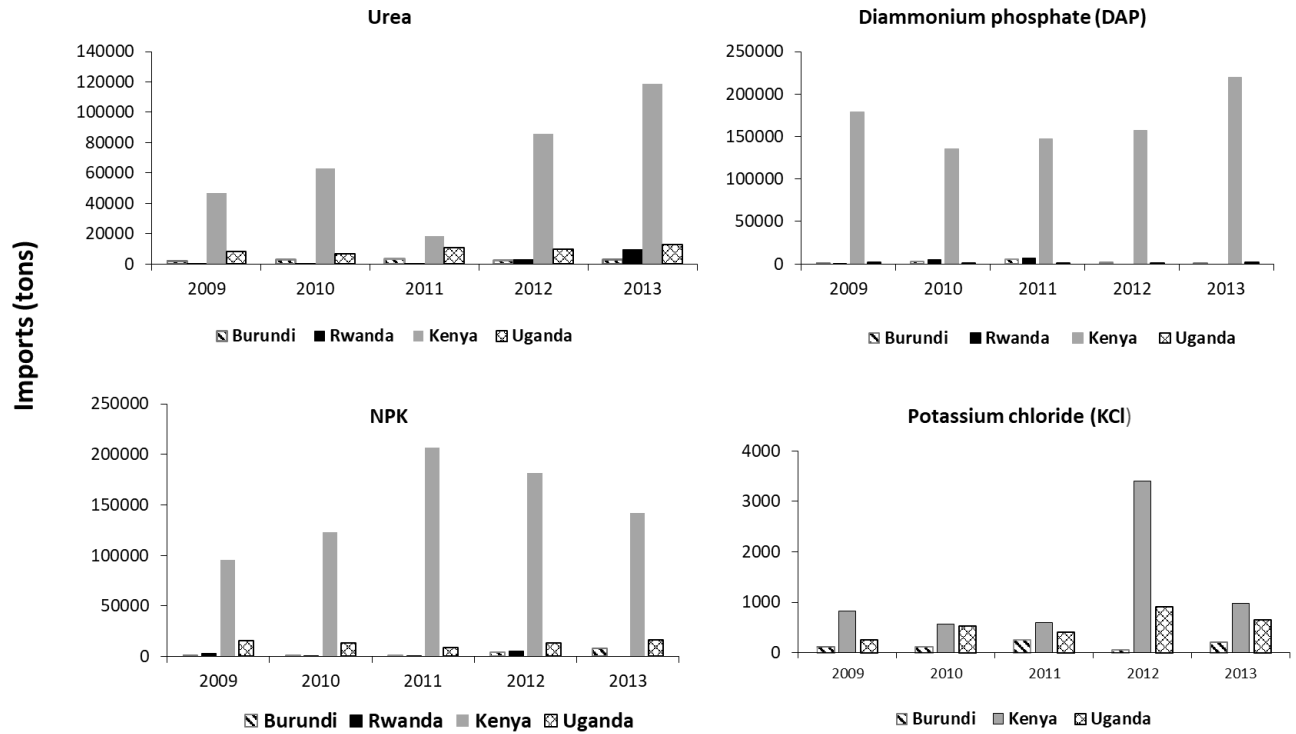 Imports (tons)
Urea
140000
120000
100000
80000
60000
40000
20000
0
2009 2010 2011 2012 2013
Burundi Rwanda Kenya Uganda
Diammonium phosphate (DAP)
250000
200000
150000
100000
50000
0
2009 2010 2011 2012 2013
Burundi Rwanda Kenya Uganda
NPK
250000
200000
150000
100000
50000
0
2009 2010 2011 2012 2013
Burundi Rwanda Kenya Uganda
Potassium chloride (KCl)
4000
3000
2000
1000
0
2009 2010 2011 2012 2013
Burundi Kenya Uganda